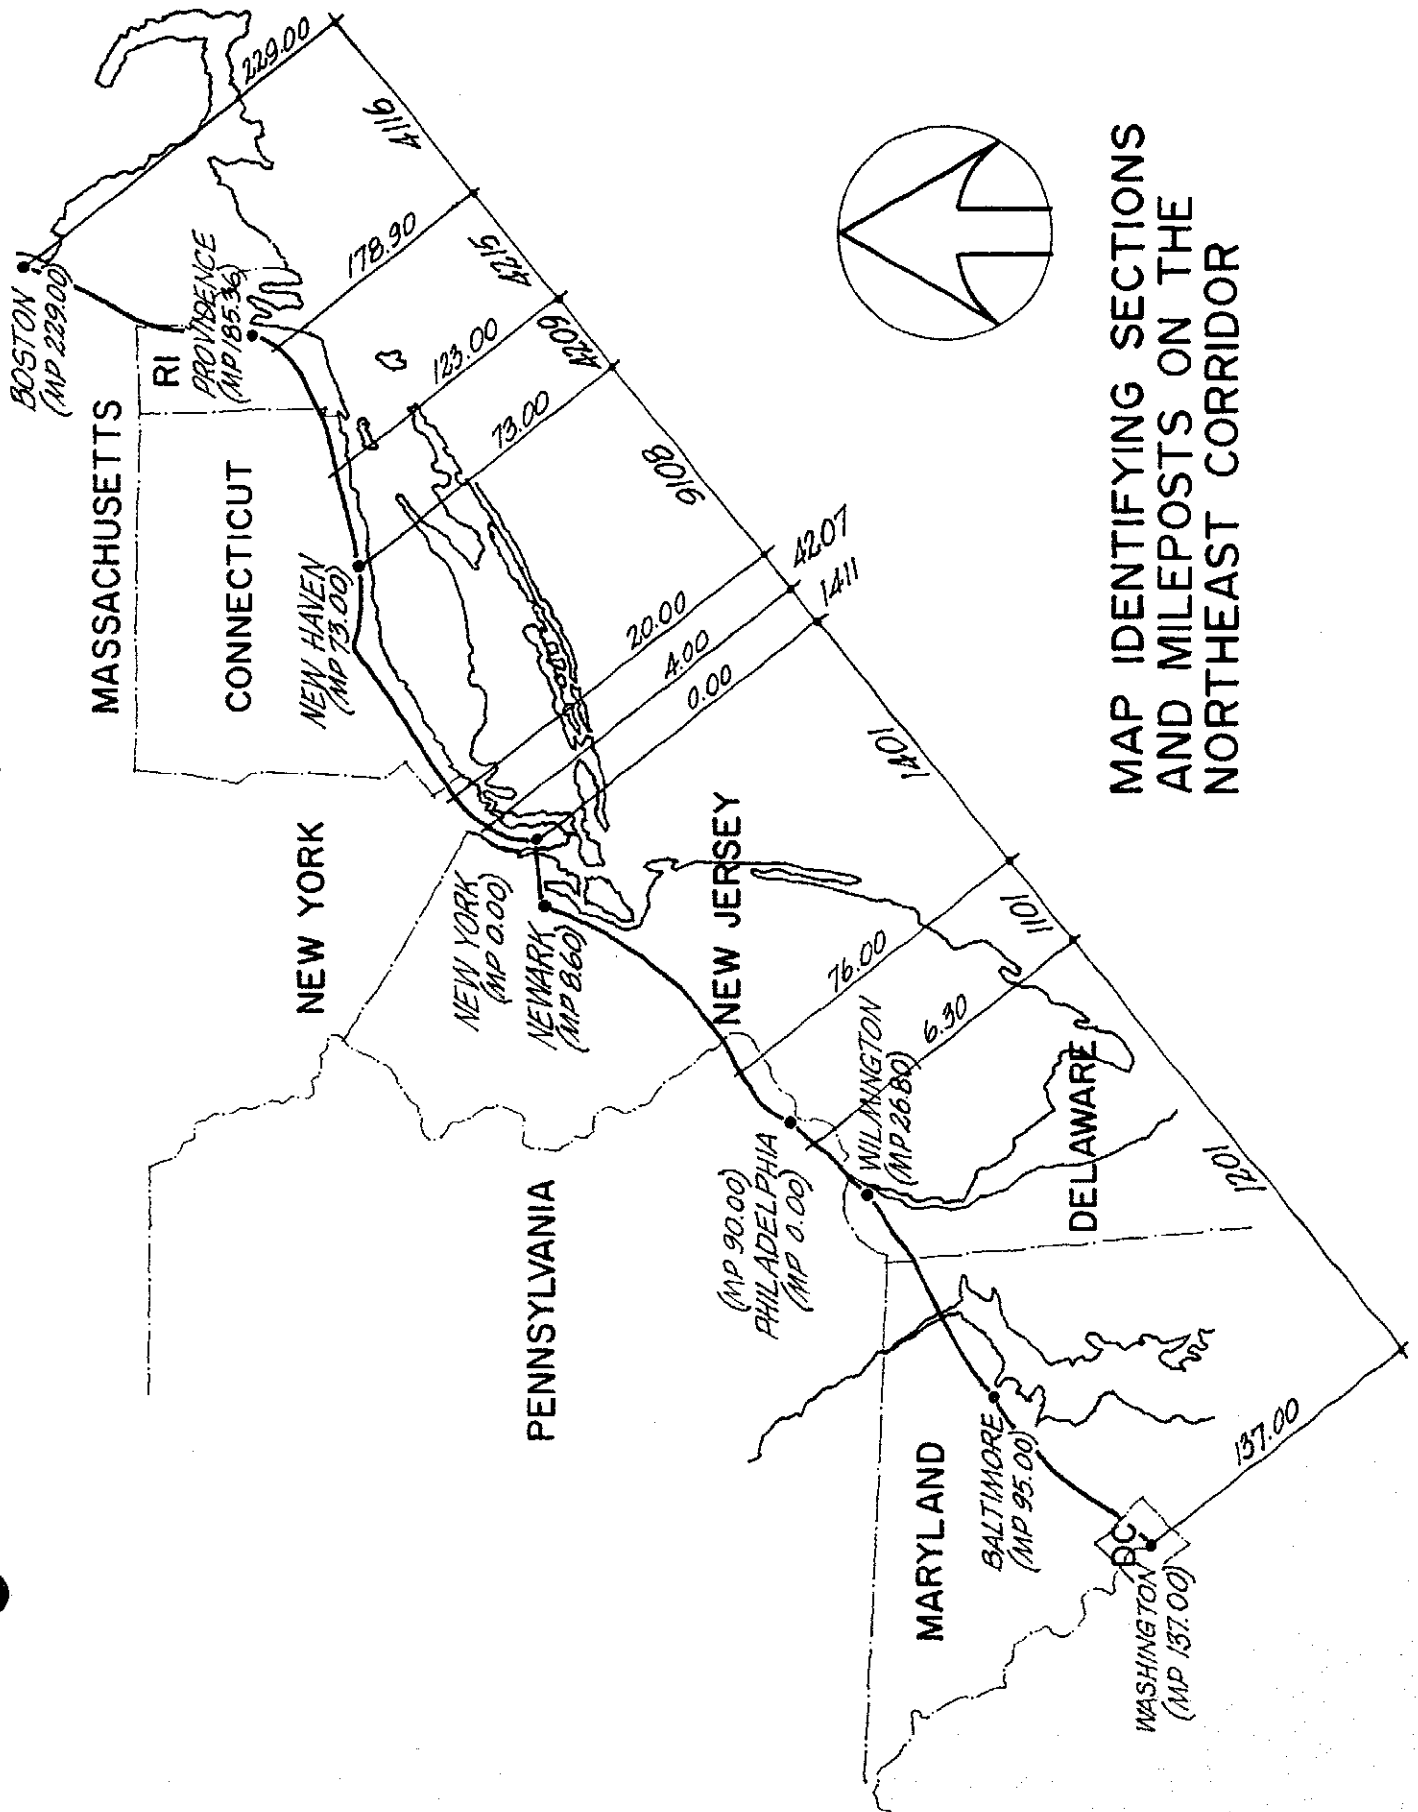 BOSTON
(MP 229.00)
MASSACHUSETTS
RI
PROVIDENCE
(MP 185.36)
CONNECTICUT
NEW HAVEN
(MP 73.00)
NEW YORK
NEW YORK
(MP 0.00)
NEWARK
(MP 8.60)
NEW JERSEY
PENNSYLVANIA
(MP 90.00)
PHILADELPHIA
(MP 0.00)
WILMINGTON
(MP 26.80)
DELAWARE
MARYLAND
BALTIMORE
(MP 95.00)
DC
WASHINGTON
(MP 137.00)
229.00
4116
178.90
4215
123.00
4209
73.00
9108
20.00
4207
4.00
1411
0.00
1401
76.00
1101
6.30
1201
137.00
MAP IDENTIFYING SECTIONS
AND MILEPOSTS ON THE
NORTHEAST CORRIDOR